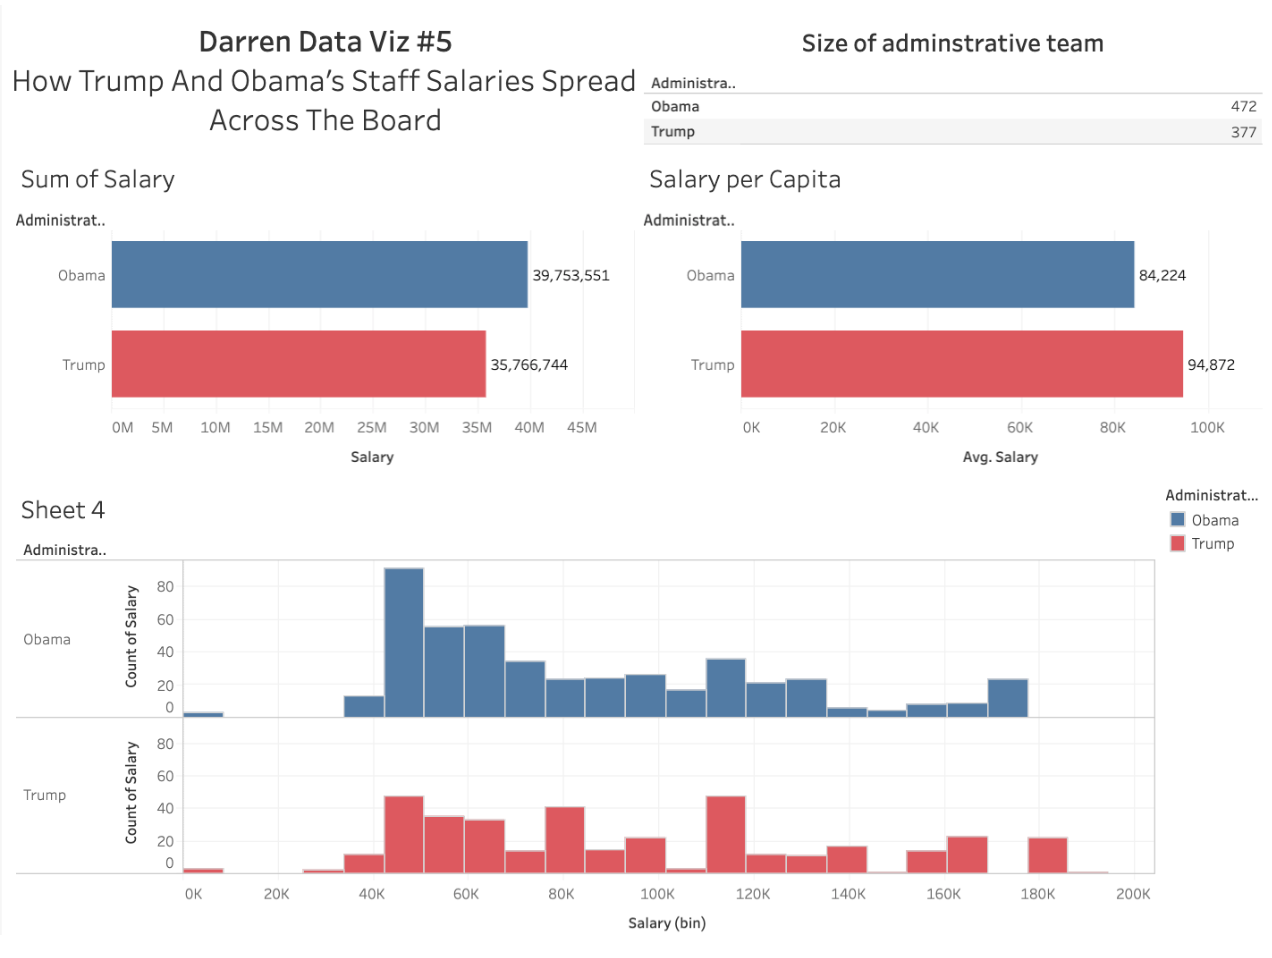 Darren Data Viz #5
How Trump And Obama’s Staff Salaries Spread
Across The Board
Size of adminstrative team
Administra..
Obama 472
Trump 377
Sum of Salary
Administrat..
Obama 39,753,551
Trump 35,766,744
0M 5M 10M 15M 20M 25M 30M 35M 40M 45M
Salary
Salary per Capita
Administrat..
Obama 84,224
Trump 94,872
0K 20K 40K 60K 80K 100K
Avg. Salary
Sheet 4
Administrat...
Obama
Trump
Administra..
Obama
Count of Salary
80
60
40
20
0
Trump
Count of Salary
80
60
40
20
0
0K 20K 40K 60K 80K 100K 120K 140K 160K 180K 200K
Salary (bin)